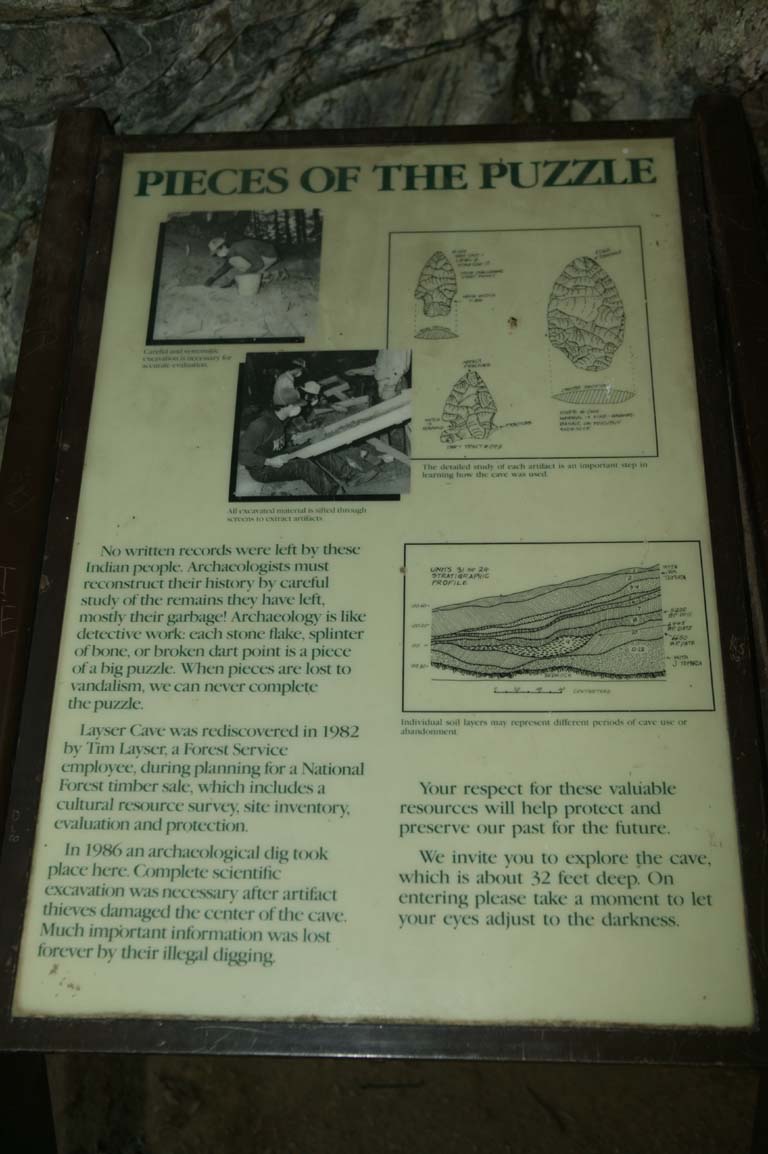 PIECES OF THE PUZZLE
Careful and systematic
excavation is necessary for
accurate evaluation.
All excavated material is sifted through
screens to extract artifacts.
The detailed study of each artifact is an important step in
learning how the cave was used.
No written records were left by these
Indian people. Archaeologists must
reconstruct their history by careful
study of the remains they have left,
mostly their garbage! Archaeology is like
detective work: each stone flake, splinter
of bone, or broken dart point is a piece
of a big puzzle. When pieces are lost to
vandalism, we can never complete
the puzzle.
Layser Cave was rediscovered in 1982
by Tim Layser, a Forest Service
employee, during planning for a National
Forest timber sale, which includes a
cultural resource survey, site inventory,
evaluation and protection.
In 1986 an archaeological dig took
place here. Complete scientific
excavation was necessary after artifact
thieves damaged the center of the cave.
Much important information was lost
forever by their illegal digging.
UNITS 31 OF 24
STRATIGRAPHIC
PROFILE
BEDROCK
CENTIMETERS
Individual soil layers may represent different periods of cave use or
abandonment.
Your respect for these valuable
resources will help protect and
preserve our past for the future.
We invite you to explore the cave,
which is about 32 feet deep. On
entering please take a moment to let
your eyes adjust to the darkness.